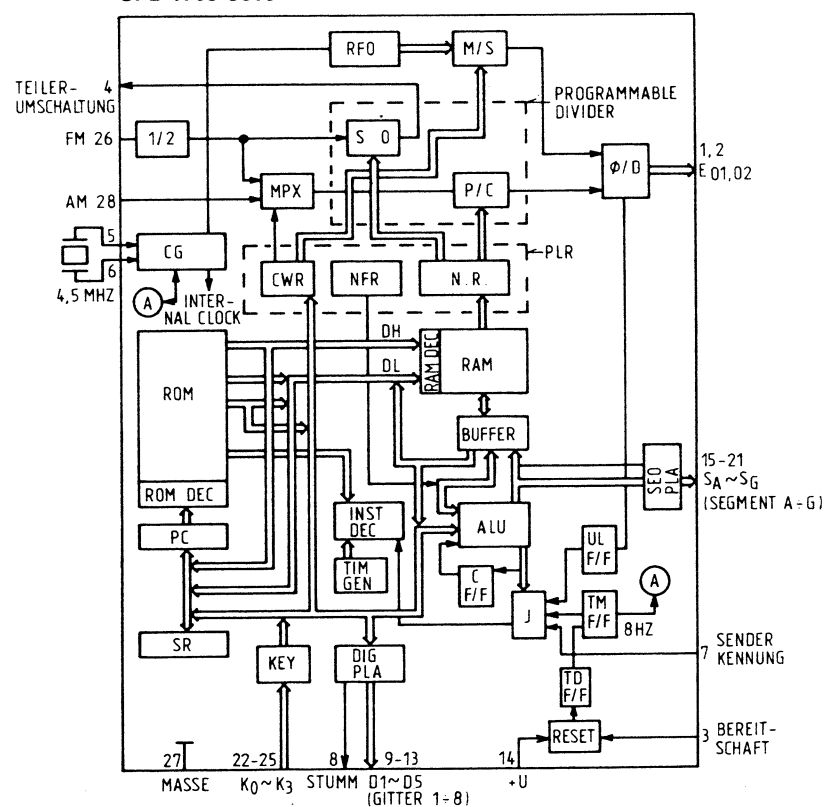 RFO
M/S
TEILER- 4
UMSCHALTUNG
PROGRAMMABLE
DIVIDER
FM 26
1/2
S O
1,2
E 01,02
MPX
P/C
Φ/D
AM 28
5
CG
6
4,5 MHZ
A
INTER-
NAL CLOCK
CWR
NFR
N.R.
PLR
DH
DL
RAM DEC
RAM
ROM
BUFFER
ROM DEC
SEO
PLA
15-21
SA~SG
(SEGMENT A÷G)
PC
INST
DEC
ALU
UL
F/F
TIM
GEN
C
F/F
J
TM
F/F
A
8HZ
SR
KEY
DIG
PLA
7 SENDER
KENNUNG
TD
F/F
RESET
3 BEREIT-
SCHAFT
27
22-25
8
9-13
14
MASSE
K0~K3
STUMM
D1~D5
+U
(GITTER 1÷8)